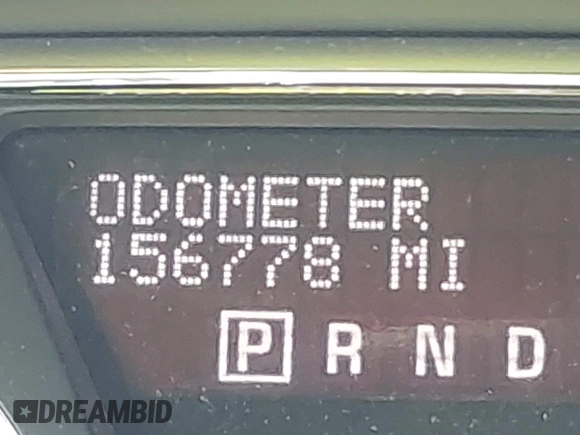 ODOMETER
156778 MI
P R N D
DREAMBID